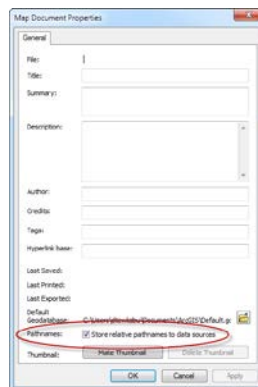 Map Document Properties
General
File:
Title:
Summary:
Description:
Author:
Credits:
Tags:
Hyperlink base:
Last Saved:
Last Printed:
Last Exported:
Default
Geodatabase:
Pathnames: Store relative pathnames to data sources
Thumbnail: Make Thumbnail Delete Thumbnail
OK Cancel Apply